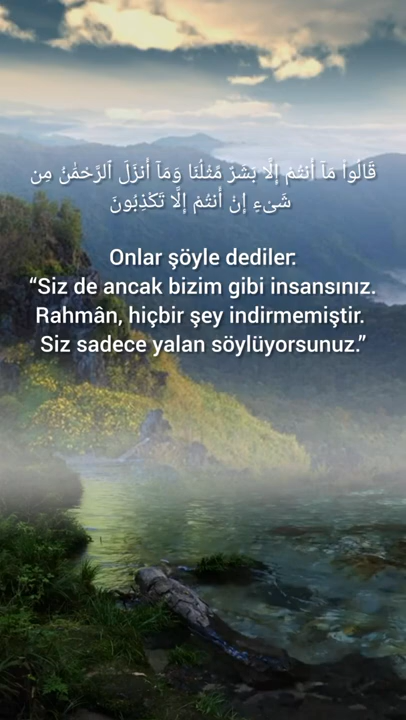 قَالُوا۟ مَآ أَنتُمْ إِلَّا بَشَرٌ مِّثْلُنَا وَمَآ أَنزَلَ ٱلرَّحْمَٰنُ مِن
شَىْءٍ إِنْ أَنتُمْ إِلَّا تَكْذِبُونَ
Onlar şöyle dediler:
“Siz de ancak bizim gibi insansınız.
Rahmân, hiçbir şey indirmemiştir.
Siz sadece yalan söylüyorsunuz.”